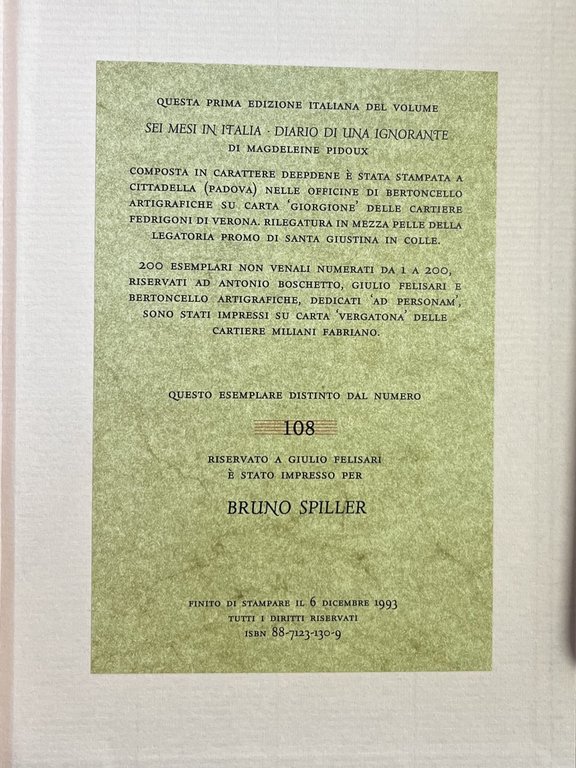 QUESTA PRIMA EDIZIONE ITALIANA DEL VOLUME
SEI MESI IN ITALIA · DIARIO DI UNA IGNORANTE
DI MAGDELEINE PIDOUX
COMPOSTA IN CARATTERE DEEPDENE È STATA STAMPATA A
CITTADELLA (PADOVA) NELLE OFFICINE DI BERTONCELLO
ARTIGRAFICHE SU CARTA ‘GIORGIONE’ DELLE CARTIERE
FEDRIGONI DI VERONA. RILEGATURA IN MEZZA PELLE DELLA
LEGATORIA PROMO DI SANTA GIUSTINA IN COLLE.
200 ESEMPLARI NON VENALI NUMERATI DA 1 A 200,
RISERVATI AD ANTONIO BOSCHETTO, GIULIO FELISARI E
BERTONCELLO ARTIGRAFICHE, DEDICATI ‘AD PERSONAM’,
SONO STATI IMPRESSI SU CARTA ‘VERGATONA’ DELLE
CARTIERE MILIANI FABRIANO.
QUESTO ESEMPLARE DISTINTO DAL NUMERO
108
RISERVATO A GIULIO FELISARI
È STATO IMPRESSO PER
BRUNO SPILLER
FINITO DI STAMPARE IL 6 DICEMBRE 1993
TUTTI I DIRITTI RISERVATI
ISBN 88-7123-130-9